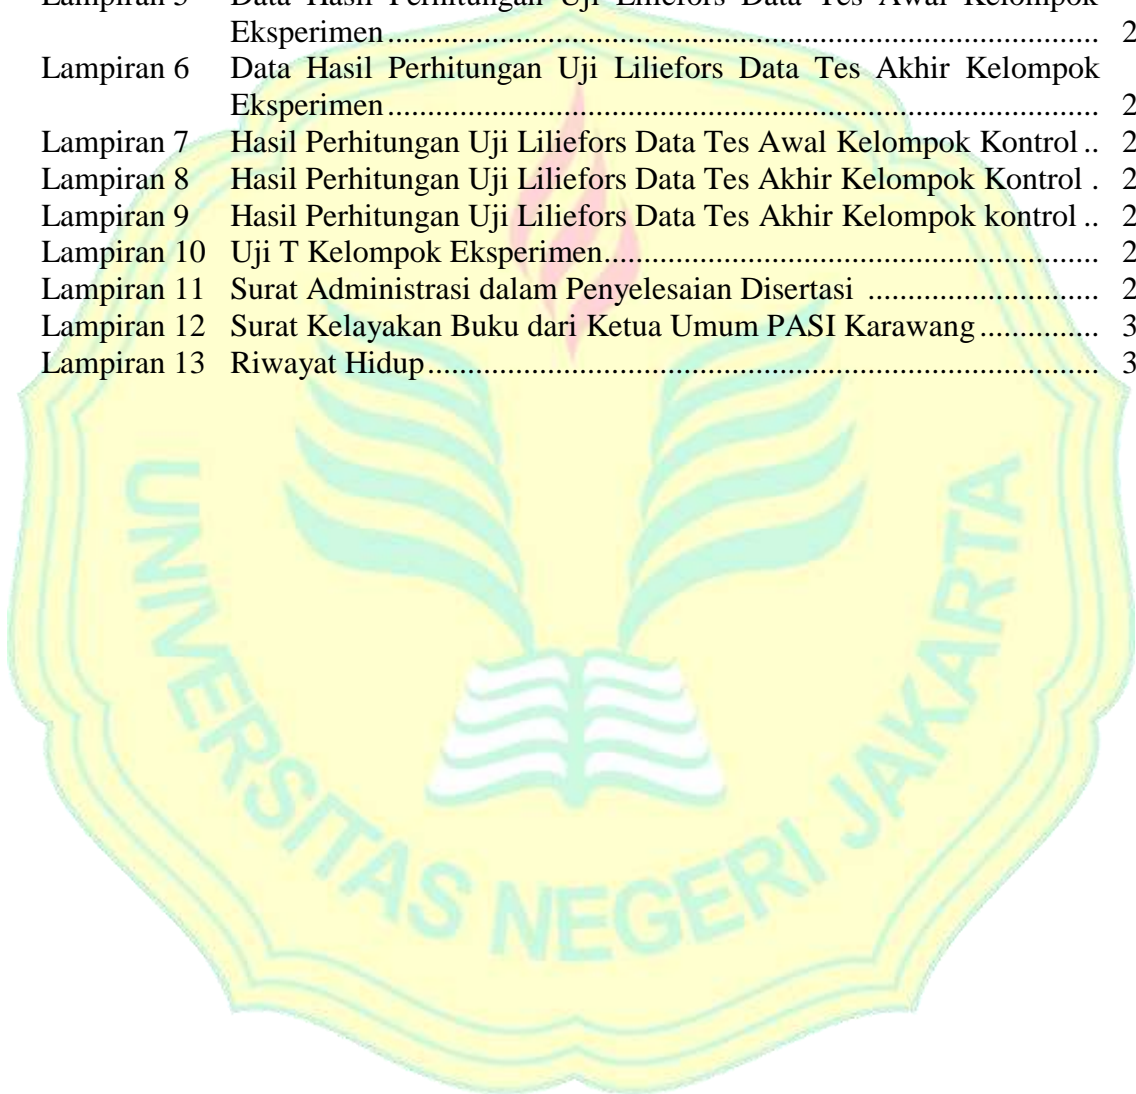 Lampiran 5 Data Hasil Perhitungan Uji Liliefors Data Tes Awal Kelompok
Eksperimen ........................................................................................ 2
Lampiran 6 Data Hasil Perhitungan Uji Liliefors Data Tes Akhir Kelompok
Eksperimen ........................................................................................ 2
Lampiran 7 Hasil Perhitungan Uji Liliefors Data Tes Awal Kelompok Kontrol .. 2
Lampiran 8 Hasil Perhitungan Uji Liliefors Data Tes Akhir Kelompok Kontrol . 2
Lampiran 9 Hasil Perhitungan Uji Liliefors Data Tes Akhir Kelompok kontrol .. 2
Lampiran 10 Uji T Kelompok Eksperimen ............................................................. 2
Lampiran 11 Surat Administrasi dalam Penyelesaian Disertasi ............................. 2
Lampiran 12 Surat Kelayakan Buku dari Ketua Umum PASI Karawang ............... 3
Lampiran 13 Riwayat Hidup .................................................................................... 3
UNIVERSITAS NEGERI JAKARTA